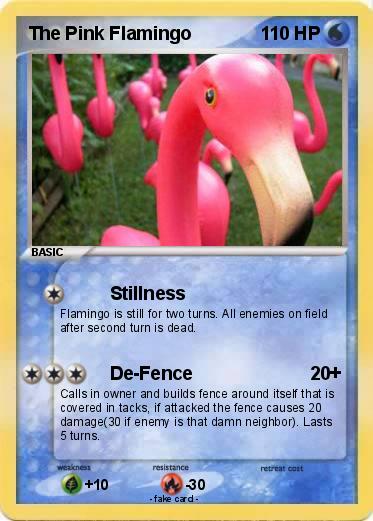 The Pink Flamingo 110 HP
BASIC
Stillness
Flamingo is still for two turns. All enemies on field
after second turn is dead.
De-Fence 20+
Calls in owner and builds fence around itself that is
covered in tacks, if attacked the fence causes 20
damage(30 if enemy is that damn neighbor). Lasts
5 turns.
weakness resistance retreat cost
+10 -30
- fake card -